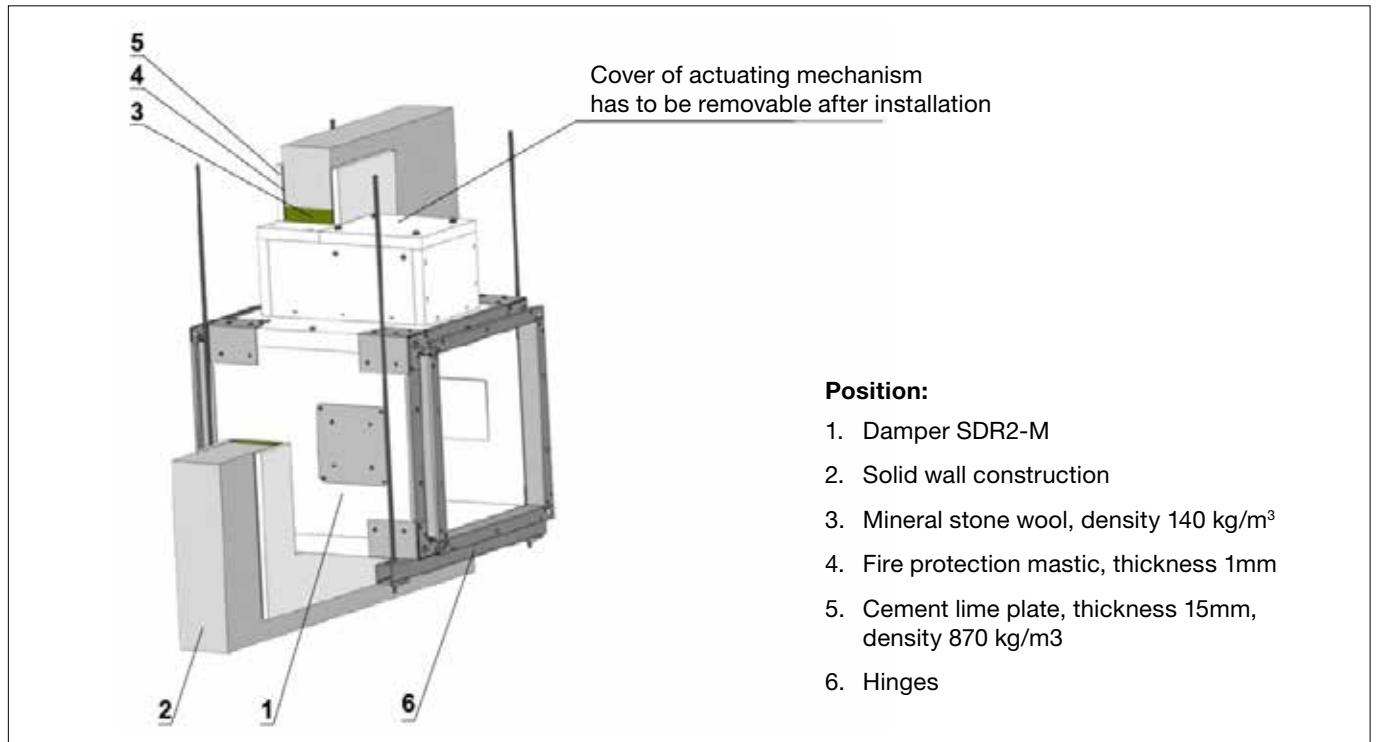 5
4
3
Cover of actuating mechanism
has to be removable after installation
Position:
1. Damper SDR2-M
2. Solid wall construction
3. Mineral stone wool, density 140 kg/m³
4. Fire protection mastic, thickness 1mm
5. Cement lime plate, thickness 15mm,
density 870 kg/m3
6. Hinges
2
1
6